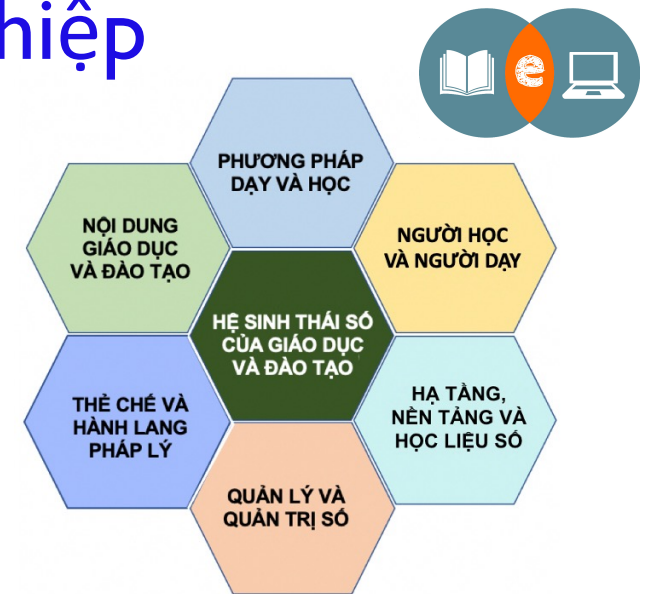 hiệp
e
PHƯƠNG PHÁP
DẠY VÀ HỌC
NỘI DUNG
GIÁO DỤC
VÀ ĐÀO TẠO
NGƯỜI HỌC
VÀ NGƯỜI DẠY
HỆ SINH THÁI SỐ
CỦA GIÁO DỤC
VÀ ĐÀO TẠO
THẺ CHẾ VÀ
HÀNH LANG
PHÁP LÝ
HẠ TẦNG,
NỀN TẢNG VÀ
HỌC LIỆU SỐ
QUẢN LÝ VÀ
QUẢN TRỊ SỐ